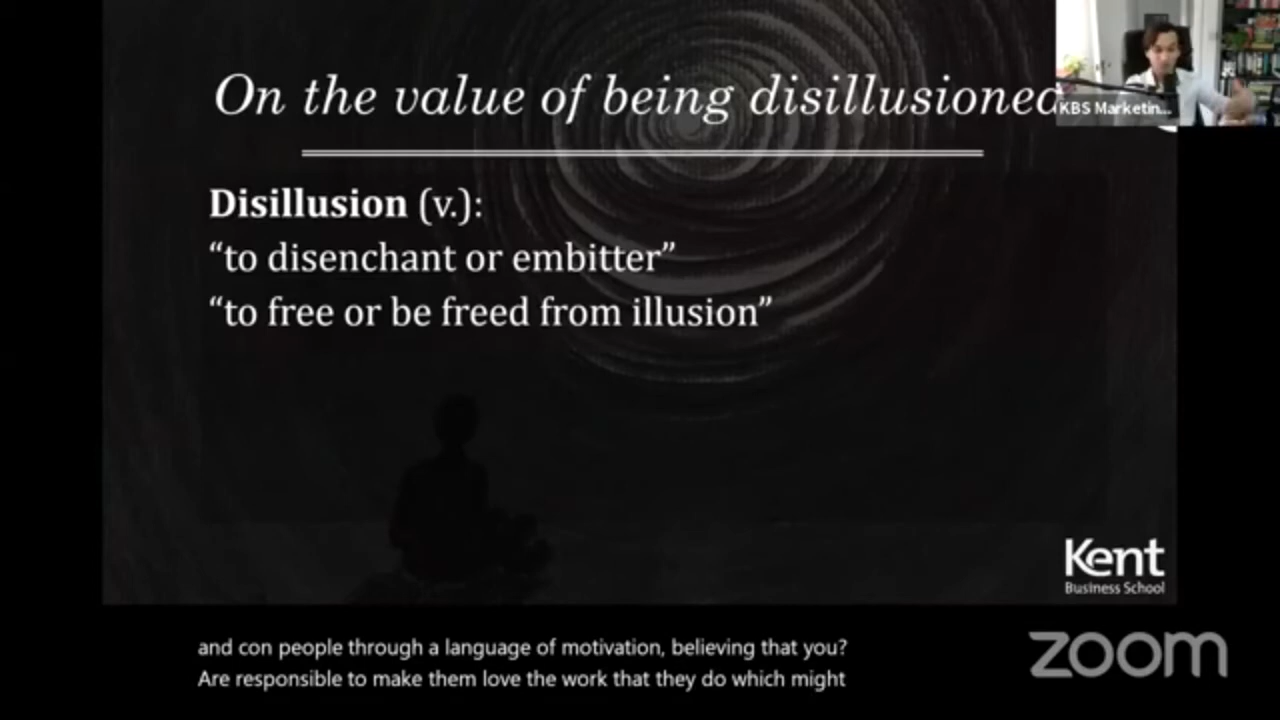 On the value of being disillusioned
KBS Marketin...
Disillusion (v.):
“to disenchant or embitter”
“to free or be freed from illusion”
Kent
Business School
and con people through a language of motivation, believing that you?
Are responsible to make them love the work that they do which might
zoom